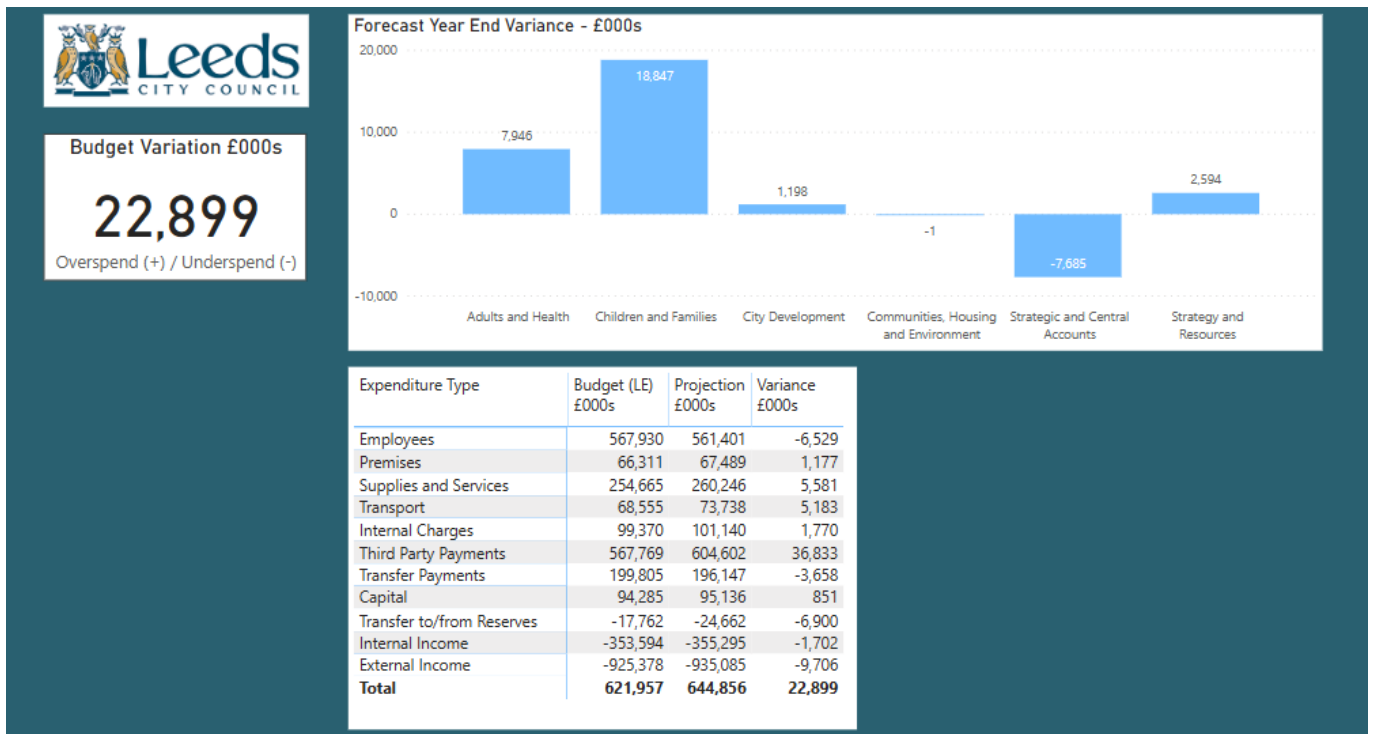 Leeds
CITY COUNCIL
Budget Variation £000s
22,899
Overspend (+) / Underspend (-)
Forecast Year End Variance - £000s
20,000
10,000
0
-10,000
7,946
18,847
1,198
-1
-7,685
2,594
Adults and Health
Children and Families
City Development
Communities, Housing
and Environment
Strategic and Central
Accounts
Strategy and
Resources
Expenditure Type Budget (LE) Projection Variance
£000s £000s £000s
Employees 567,930 561,401 -6,529
Premises 66,311 67,489 1,177
Supplies and Services 254,665 260,246 5,581
Transport 68,555 73,738 5,183
Internal Charges 99,370 101,140 1,770
Third Party Payments 567,769 604,602 36,833
Transfer Payments 199,805 196,147 -3,658
Capital 94,285 95,136 851
Transfer to/from Reserves -17,762 -24,662 -6,900
Internal Income -353,594 -355,295 -1,702
External Income -925,378 -935,085 -9,706
Total 621,957 644,856 22,899